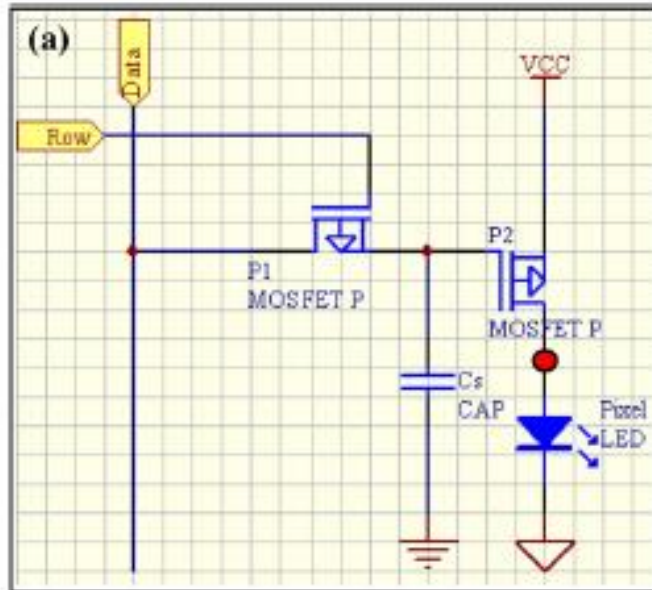 (a)
Data
Row
VCC
P1
MOSFET P
P2
MOSFET P
Cs
CAP
Pixel
LED